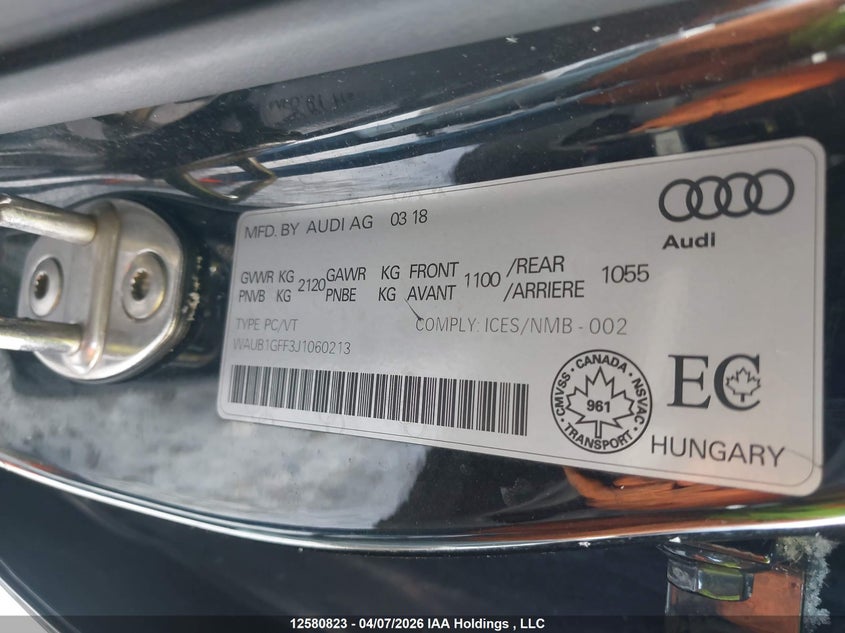 MFD. BY AUDI AG 03 18
Audi
GVWR KG 2120 GAWR KG FRONT 1100 /REAR 1055
PNVB KG PNBE KG AVANT /ARRIERE
TYPE PC/VT COMPLY: ICES/NMB - 002
WAUB1GFF3J1060213
CMVSS · CANADA · NSVAC · TRANSPORT ·
961
EC
HUNGARY
12580823 - 04/07/2026 IAA Holdings , LLC